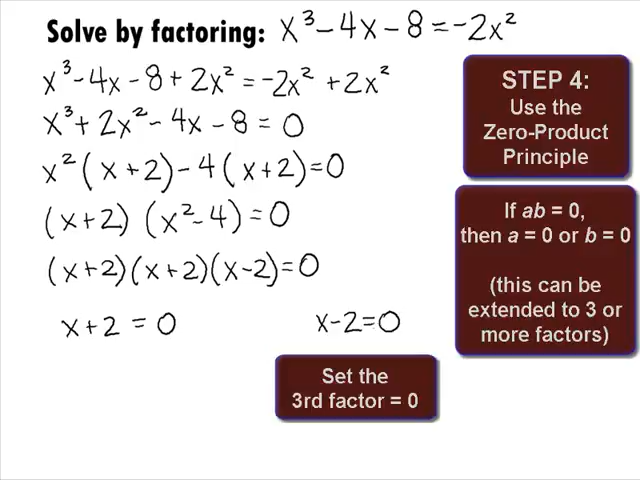 Solve by factoring: x³ – 4x – 8 = –2x²
x³ – 4x – 8 + 2x² = –2x² + 2x²
x³ + 2x² – 4x – 8 = 0
x² (x + 2) – 4 (x + 2) = 0
(x + 2) (x² – 4) = 0
(x + 2) (x + 2) (x – 2) = 0
x + 2 = 0
x – 2 = 0
STEP 4:
Use the
Zero-Product
Principle
If ab = 0,
then a = 0 or b = 0
(this can be
extended to 3 or
more factors)
Set the
3rd factor = 0